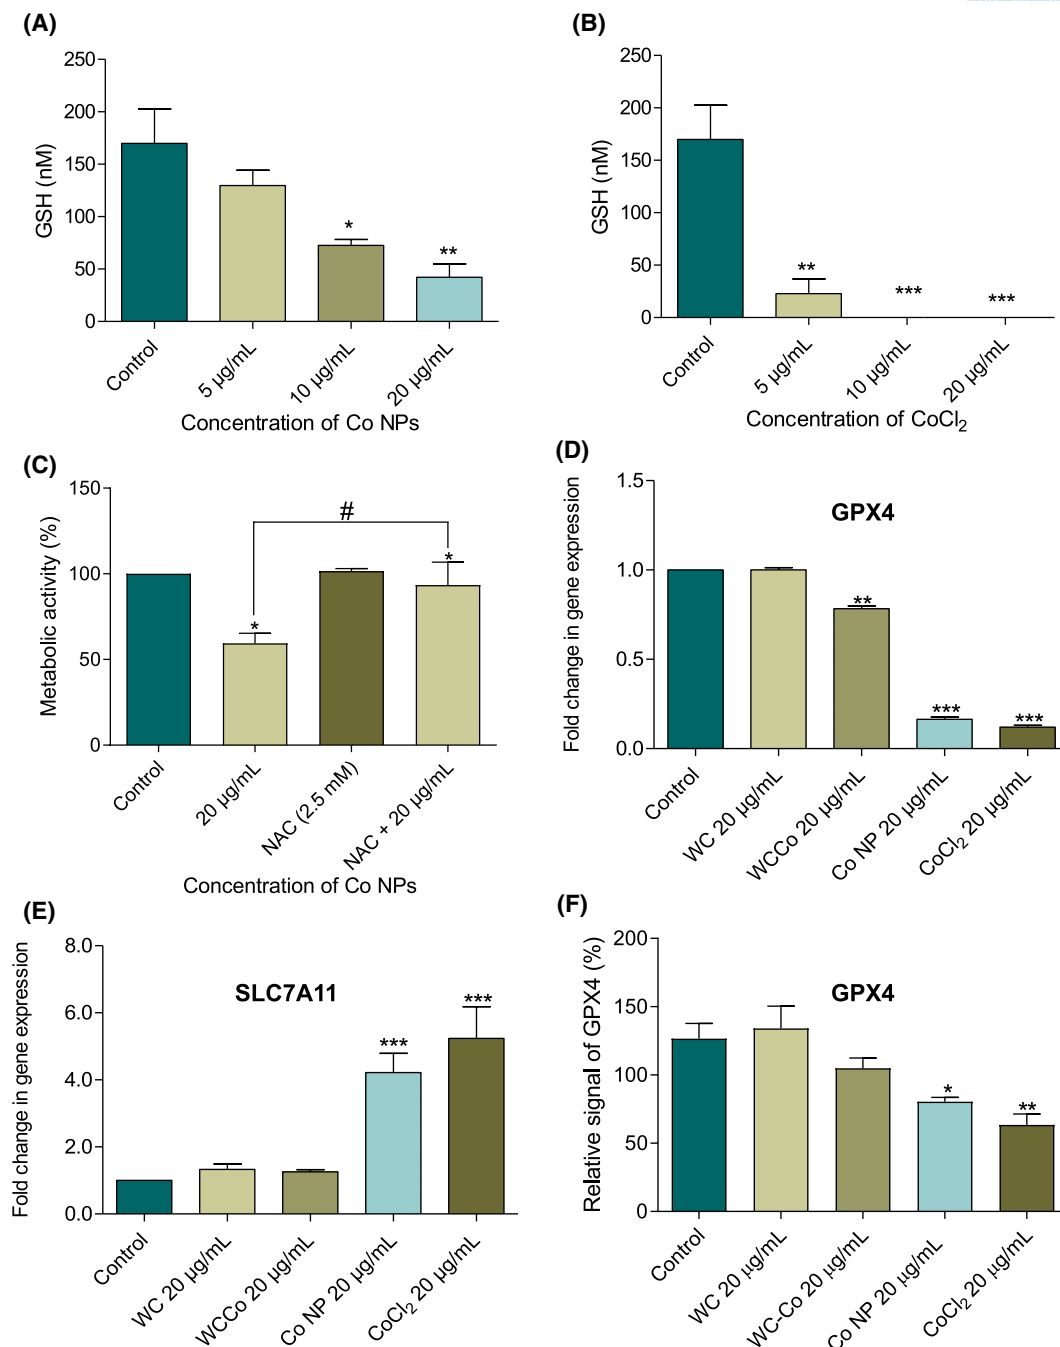 (A)
250
200
150
100
50
0
GSH (nM)
*
**
Control
5 µg/mL
10 µg/mL
20 µg/mL
Concentration of Co NPs
(B)
250
200
150
100
50
0
GSH (nM)
**
***
***
Control
5 µg/mL
10 µg/mL
20 µg/mL
Concentration of CoCl₂
(C)
150
100
50
0
Metabolic activity (%)
#
*
*
Control
20 µg/mL
NAC (2.5 mM)
NAC + 20 µg/mL
Concentration of Co NPs
(D)
1.5
1.0
0.5
0.0
Fold change in gene expression
GPX4
**
***
***
Control
WC 20 µg/mL
WCCo 20 µg/mL
Co NP 20 µg/mL
CoCl₂ 20 µg/mL
(E)
8.0
6.0
4.0
2.0
0.0
Fold change in gene expression
SLC7A11
***
***
Control
WC 20 µg/mL
WCCo 20 µg/mL
Co NP 20 µg/mL
CoCl₂ 20 µg/mL
(F)
200
150
100
50
0
Relative signal of GPX4 (%)
GPX4
*
**
Control
WC 20 µg/mL
WC-Co 20 µg/mL
Co NP 20 µg/mL
CoCl₂ 20 µg/mL